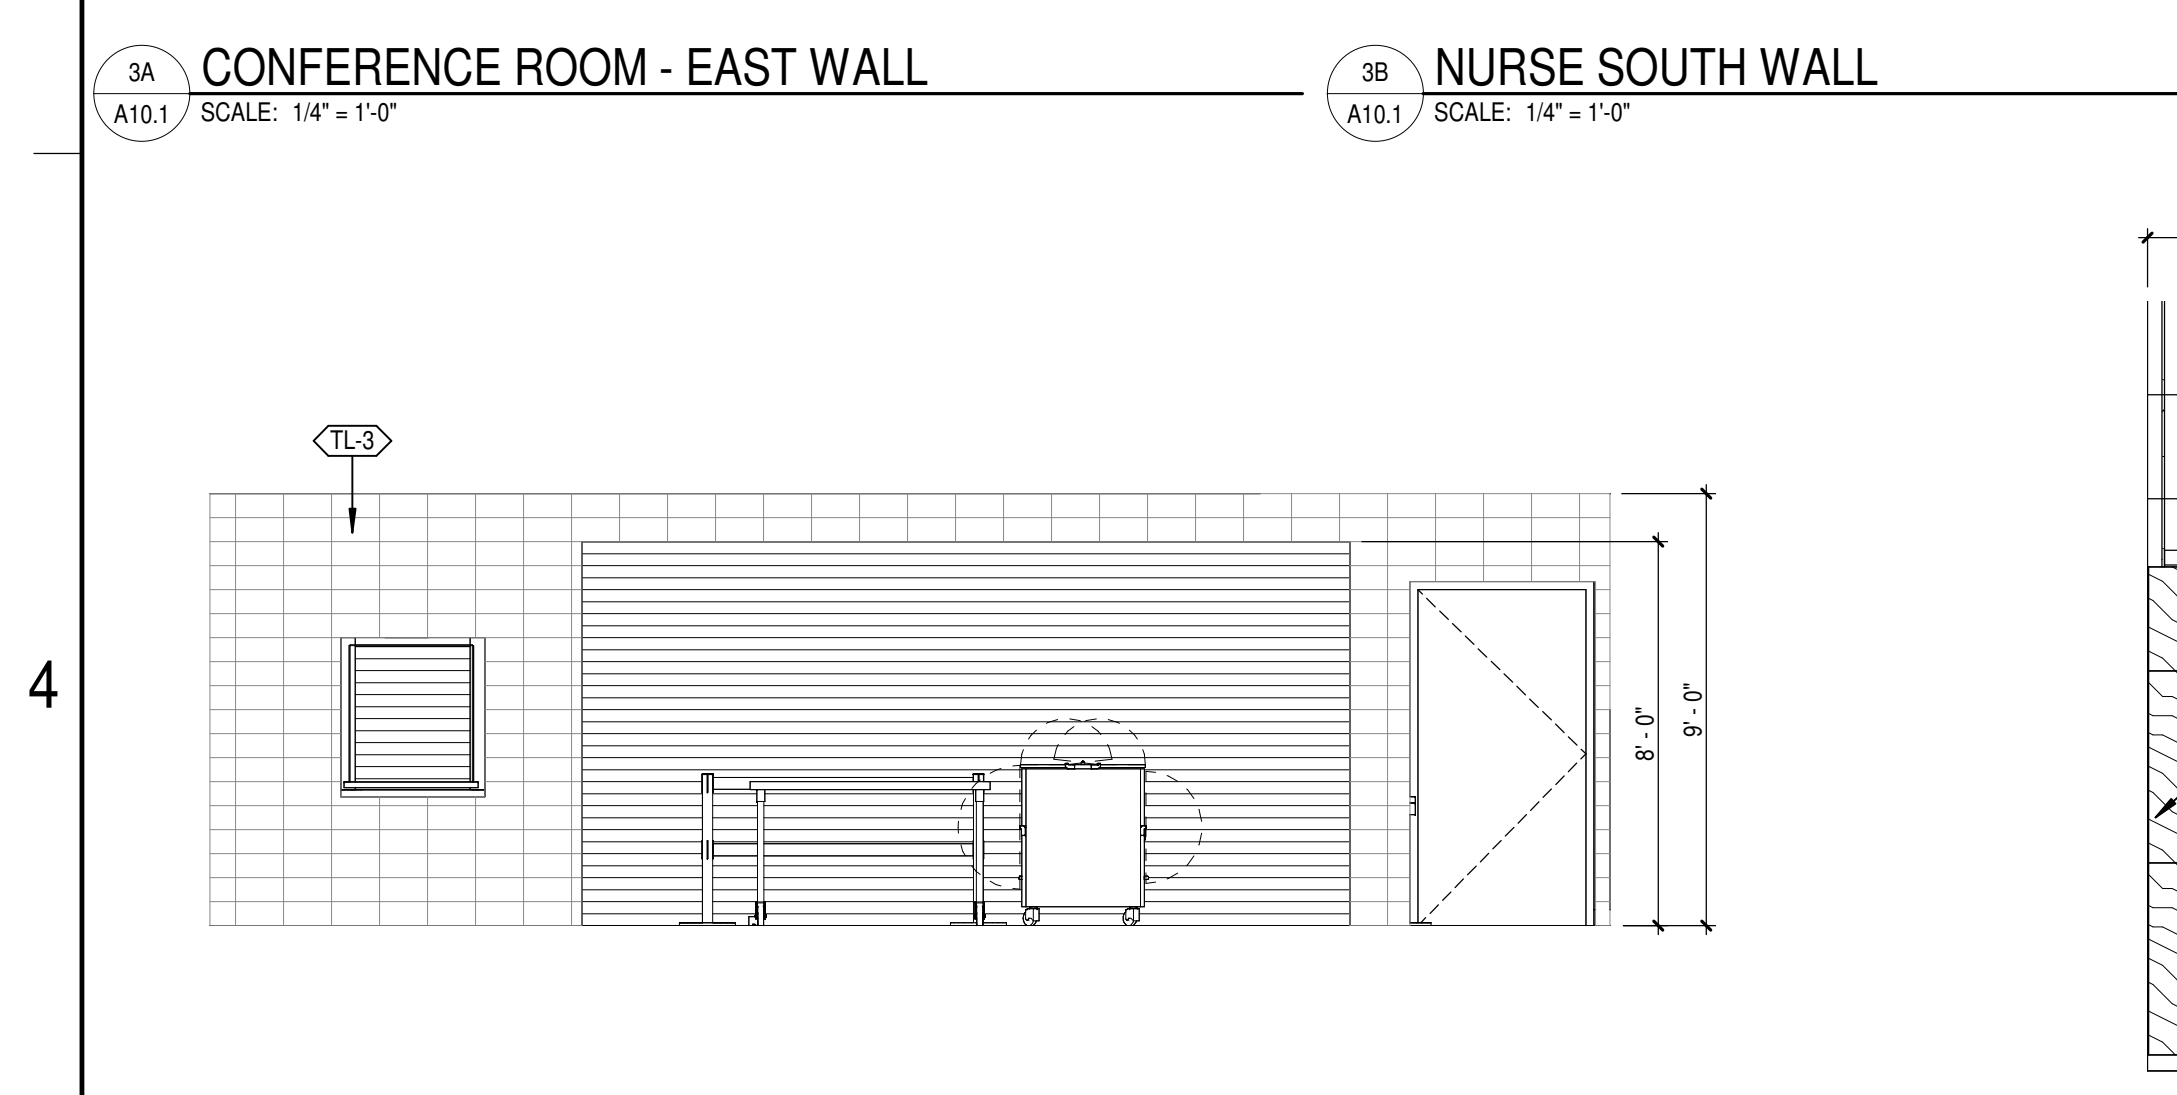 3A
CONFERENCE ROOM - EAST WALL
A10.1
SCALE: 1/4" = 1'-0"
3B
NURSE SOUTH WALL
A10.1
SCALE: 1/4" = 1'-0"
TL-3
4
8' - 0"
9' - 0"